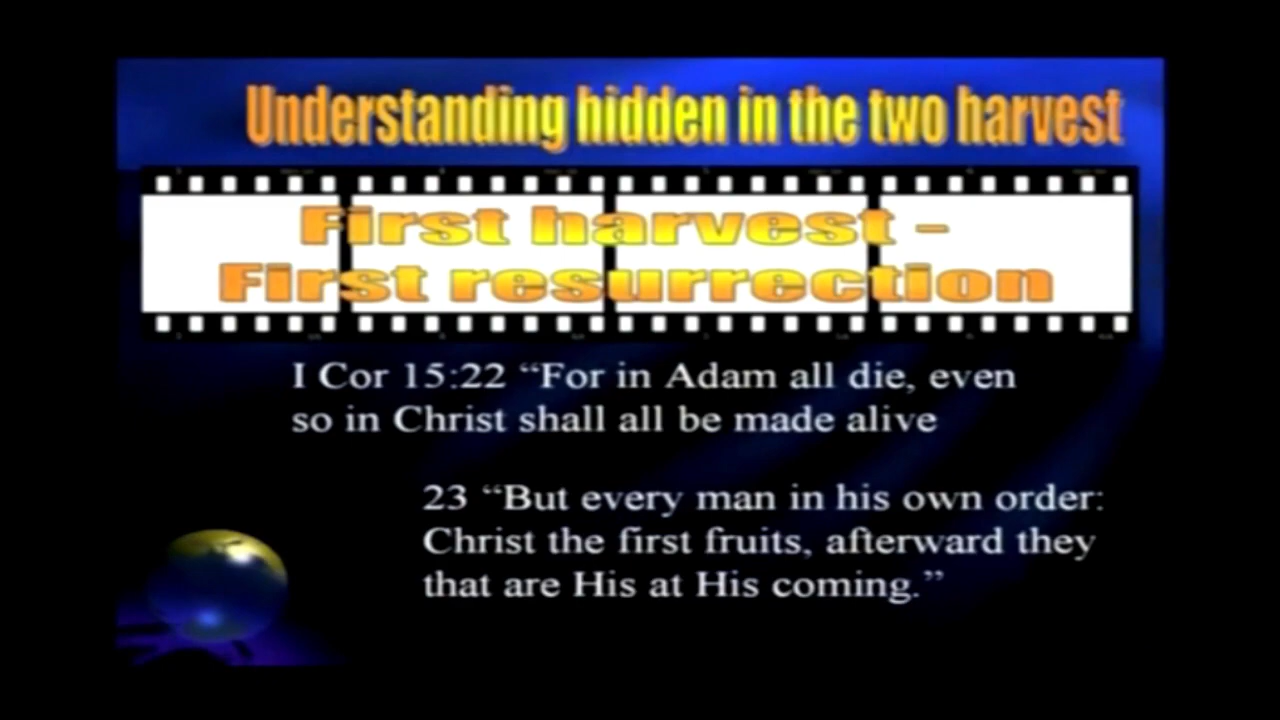 Understanding hidden in the two harvest
First harvest -
First resurrection
I Cor 15:22 “For in Adam all die, even
so in Christ shall all be made alive
23 “But every man in his own order:
Christ the first fruits, afterward they
that are His at His coming.”